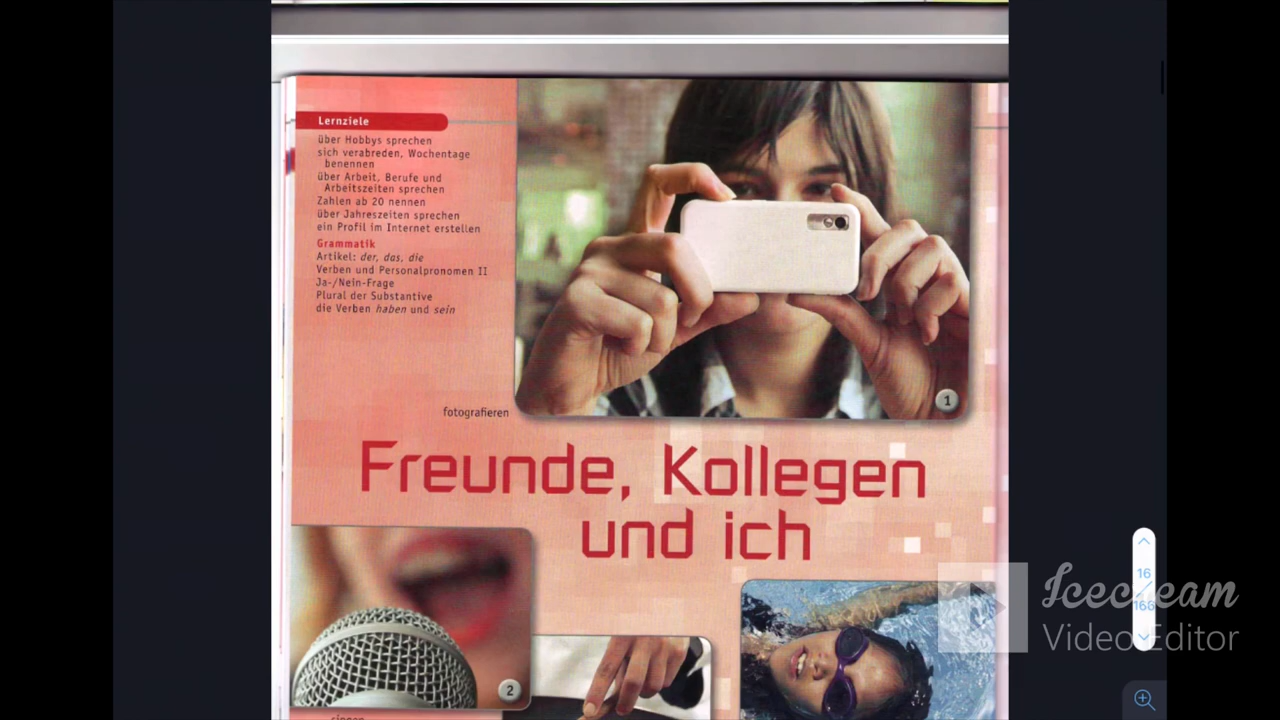 Lernziele
über Hobbys sprechen
sich verabreden, Wochentage
benennen
über Arbeit, Berufe und
Arbeitszeiten sprechen
Zahlen ab 20 nennen
über Jahreszeiten sprechen
ein Profil im Internet erstellen
Grammatik
Artikel: der, das, die
Verben und Personalpronomen II
Ja-/Nein-Frage
Plural der Substantive
die Verben haben und sein
1
fotografieren
Freunde, Kollegen
und ich
2
singen
16
166
Icecream
Video Editor